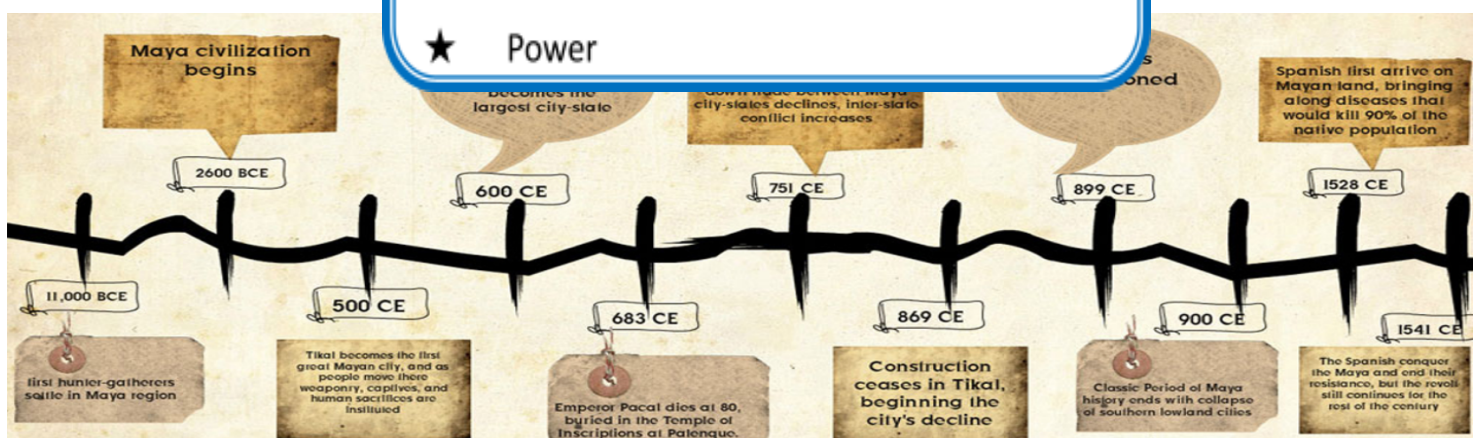 ★ Power
Maya civilization
begins
becomes the
largest city-state
down trade between Maya
city-states declines, inter-state
conflict increases
oned
Spanish first arrive on
Mayan land, bringing
along diseases that
would kill 90% of the
native population
2600 BCE
600 CE
751 CE
899 CE
1528 CE
11,000 BCE
500 CE
683 CE
869 CE
900 CE
1541 CE
first hunter-gatherers
settle in Maya region
Tikal becomes the first
great Mayan city, and as
people move there
weaponry, captives, and
human sacrifices are
instituted
Emperor Pacal dies at 80,
buried in the Temple of
Inscriptions at Palenque.
Construction
ceases in Tikal,
beginning the
city's decline
Classic Period of Maya
history ends with collapse
of southern lowland cities
The Spanish conquer
the Maya and end their
resistance, but the revolt
still continues for the
rest of the century